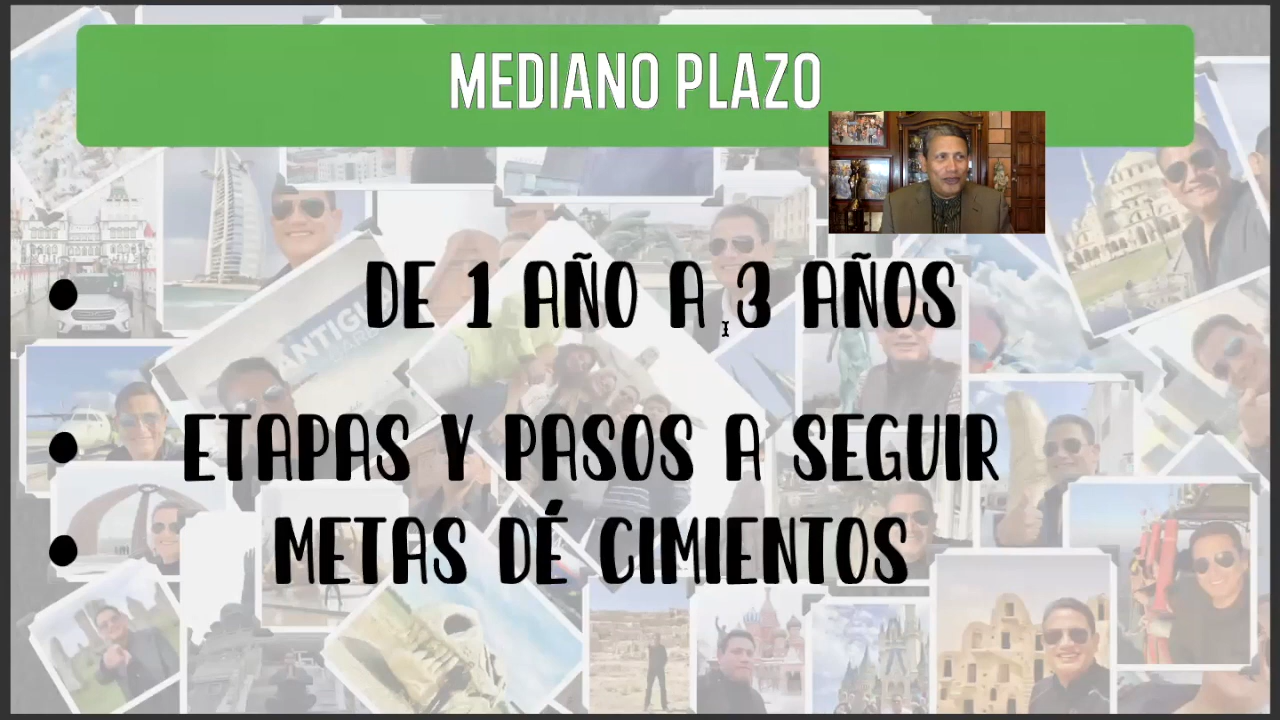 MEDIANO PLAZO
DE 1 AÑO A 3 AÑOS
ETAPAS Y PASOS A SEGUIR
METAS DÉ CIMIENTOS